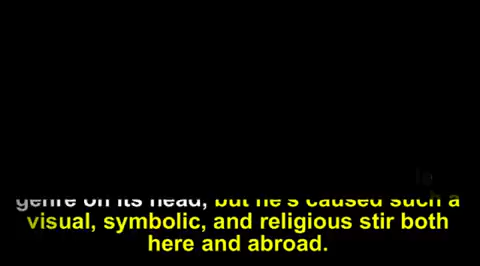 genre on its head, but he's caused such a
visual, symbolic, and religious stir both
here and abroad.